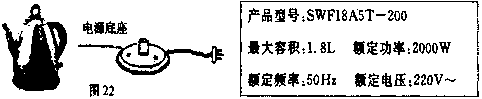 电源底座
图22
产品型号:SWF18A5T-200
最大容积:1.8L 额定功率:2000W
额定频率:50Hz 额定电压:220V~